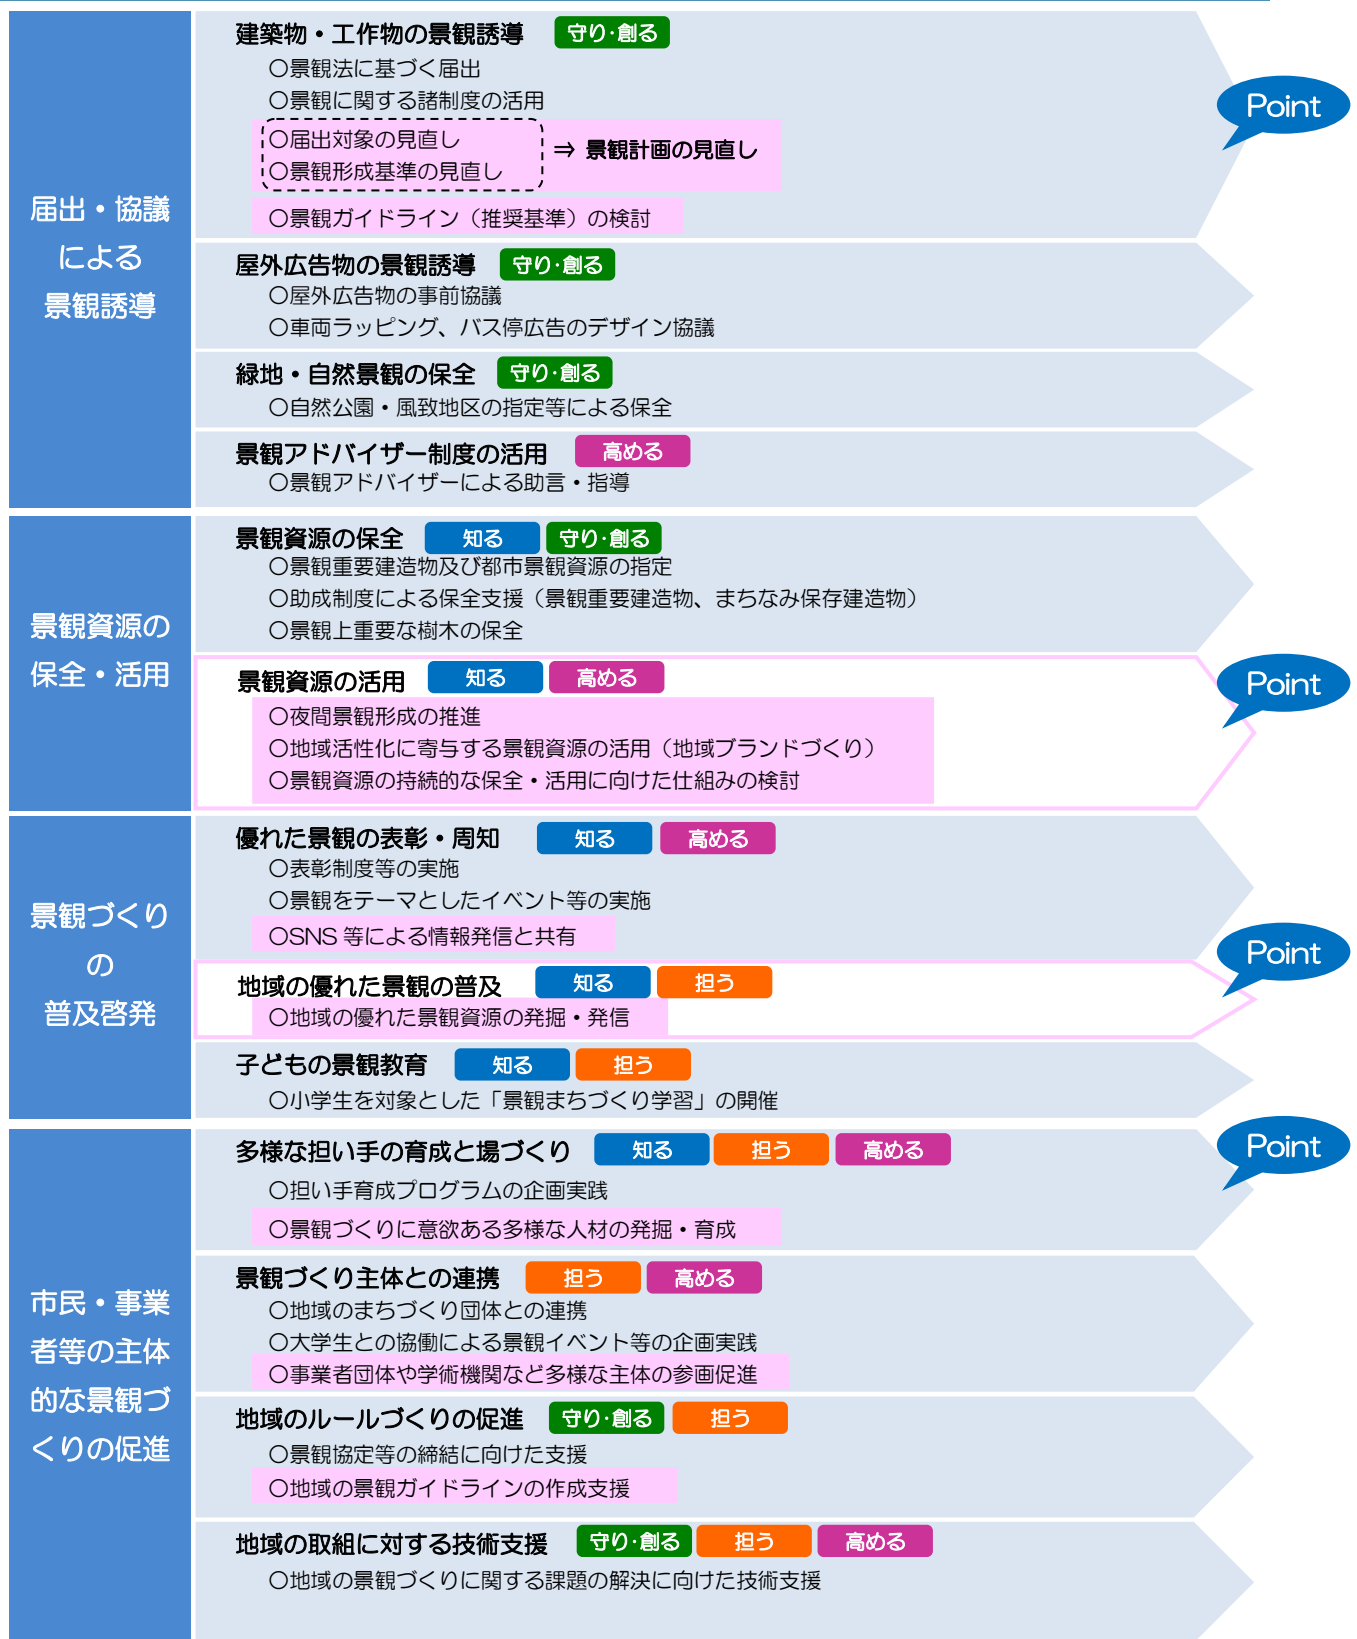 届出・協議
による
景観誘導
建築物・工作物の景観誘導 守り・創る
〇景観法に基づく届出
〇景観に関する諸制度の活用
〇届出対象の見直し
〇景観形成基準の見直し
⇒ 景観計画の見直し
〇景観ガイドライン（推奨基準）の検討
Point
屋外広告物の景観誘導 守り・創る
〇屋外広告物の事前協議
〇車両ラッピング、バス停広告のデザイン協議
緑地・自然景観の保全 守り・創る
〇自然公園・風致地区の指定等による保全
景観アドバイザー制度の活用 高める
〇景観アドバイザーによる助言・指導
景観資源の
保全・活用
景観資源の保全 知る 守り・創る
〇景観重要建造物及び都市景観資源の指定
〇助成制度による保全支援（景観重要建造物、まちなみ保存建造物）
〇景観上重要な樹木の保全
景観資源の活用 知る 高める
Point
〇夜間景観形成の推進
〇地域活性化に寄与する景観資源の活用（地域ブランドづくり）
〇景観資源の持続的な保全・活用に向けた仕組みの検討
景観づくり
の
普及啓発
優れた景観の表彰・周知 知る 高める
〇表彰制度等の実施
〇景観をテーマとしたイベント等の実施
〇SNS 等による情報発信と共有
Point
地域の優れた景観の普及 知る 担う
〇地域の優れた景観資源の発掘・発信
子どもの景観教育 知る 担う
〇小学生を対象とした「景観まちづくり学習」の開催
市民・事業
者等の主体
的な景観づ
くりの促進
多様な担い手の育成と場づくり 知る 担う 高める
Point
〇担い手育成プログラムの企画実践
〇景観づくりに意欲ある多様な人材の発掘・育成
景観づくり主体との連携 担う 高める
〇地域のまちづくり団体との連携
〇大学生との協働による景観イベント等の企画実践
〇事業者団体や学術機関など多様な主体の参画促進
地域のルールづくりの促進 守り・創る 担う
〇景観協定等の締結に向けた支援
〇地域の景観ガイドラインの作成支援
地域の取組に対する技術支援 守り・創る 担う 高める
〇地域の景観づくりに関する課題の解決に向けた技術支援